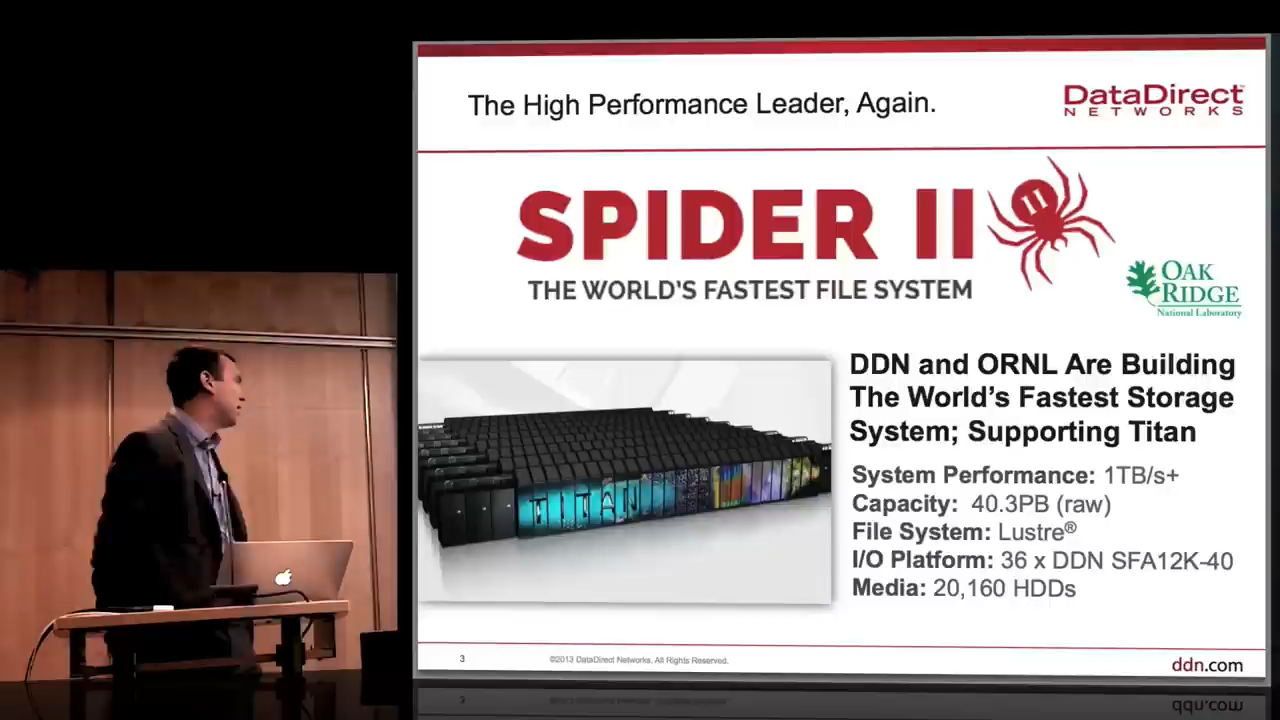 The High Performance Leader, Again.
DataDirect™
NETWORKS
SPIDER II
II
THE WORLD'S FASTEST FILE SYSTEM
OAK
RIDGE
National Laboratory
DDN and ORNL Are Building
The World's Fastest Storage
System; Supporting Titan
TITAN
System Performance: 1TB/s+
Capacity: 40.3PB (raw)
File System: Lustre®
I/O Platform: 36 x DDN SFA12K-40
Media: 20,160 HDDs
3
©2013 DataDirect Networks. All Rights Reserved.
ddn.com